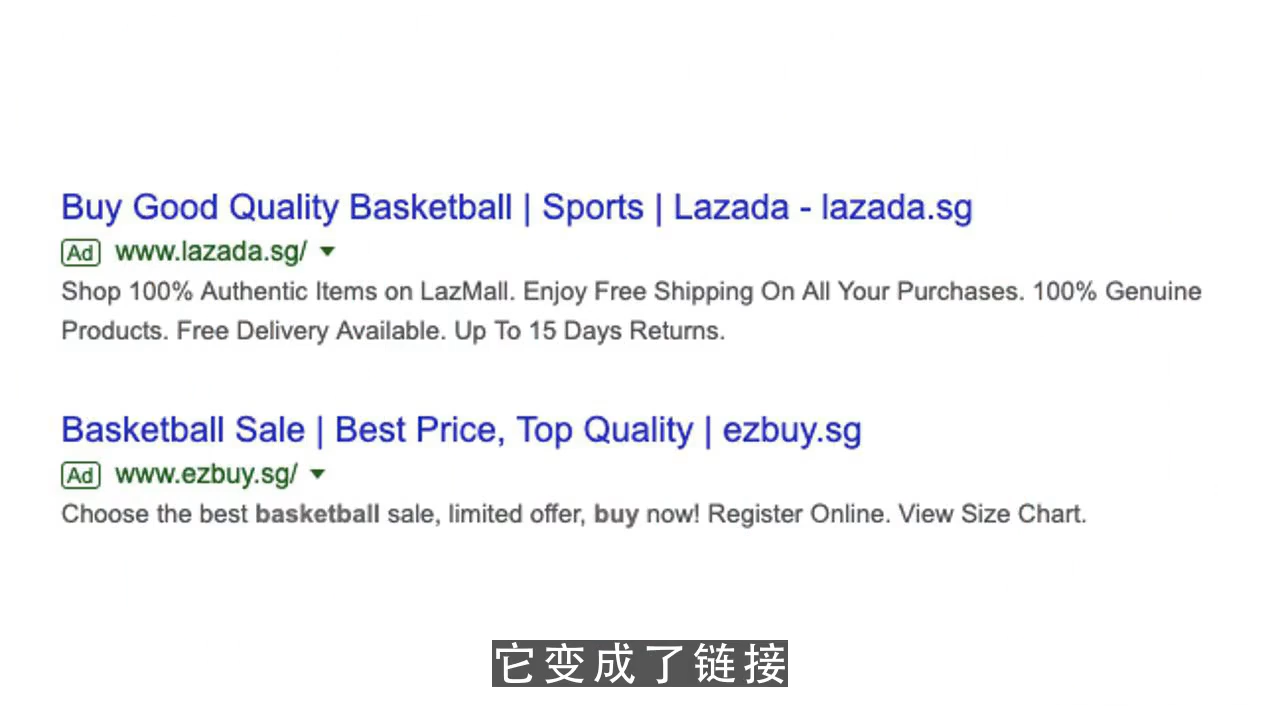 Buy Good Quality Basketball | Sports | Lazada - lazada.sg
Ad www.lazada.sg/
Shop 100% Authentic Items on LazMall. Enjoy Free Shipping On All Your Purchases. 100% Genuine
Products. Free Delivery Available. Up To 15 Days Returns.
Basketball Sale | Best Price, Top Quality | ezbuy.sg
Ad www.ezbuy.sg/
Choose the best basketball sale, limited offer, buy now! Register Online. View Size Chart.
它变成了链接